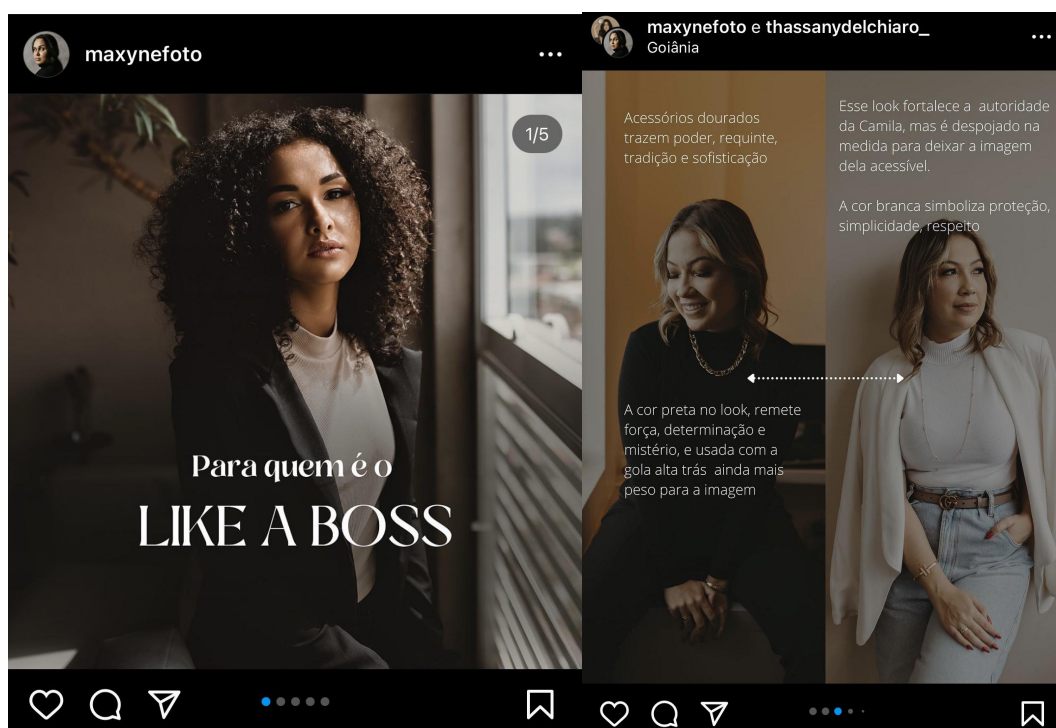 maxynefoto
1/5
Para quem é o
LIKE A BOSS
maxynefoto e thassanydelchiaro_
Goiânia
Acessórios dourados
trazem poder, requinte,
tradição e sofisticação
Esse look fortalece a autoridade
da Camila, mas é despojado na
medida para deixar a imagem
dela acessível.
A cor branca simboliza proteção,
simplicidade, respeito
A cor preta no look, remete
força, determinação e
mistério, e usada com a
gola alta trás ainda mais
peso para a imagem